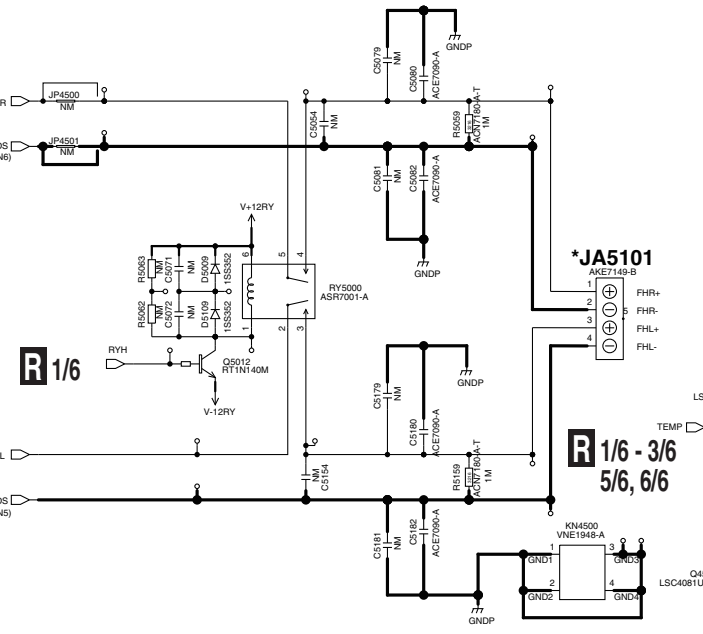 GNDP
C5079
NM
C5080
ACE7090-A
R
JP4500
NM
C5054
NM
R5059
ACN7180-A-T
1M
DS
N6)
JP4501
NM
C5081
NM
C5082
ACE7090-A
V+12RY
GNDP
*JA5101
AKE7149-B
R5063
NM
C5071
NM
D5009
1SS352
6
5
4
RY5000
ASR7001-A
1
FHR+
2
FHR-
5
3
FHL+
4
FHL-
R5062
NM
C5072
NM
D5109
1SS352
1
2
3
R 1/6
RYH
Q5012
RT1N140M
V-12RY
GNDP
C5179
NM
C5180
ACE7090-A
LS
TEMP
L
NM
C5154
R5159
ACN7180-A-T
1M
R 1/6 - 3/6
5/6, 6/6
DS
N5)
C5181
NM
C5182
ACE7090-A
KN4500
VNE1948-A
1
GND1
3
GND3
2
GND2
4
GND4
GNDP
Q45
LSC4081U